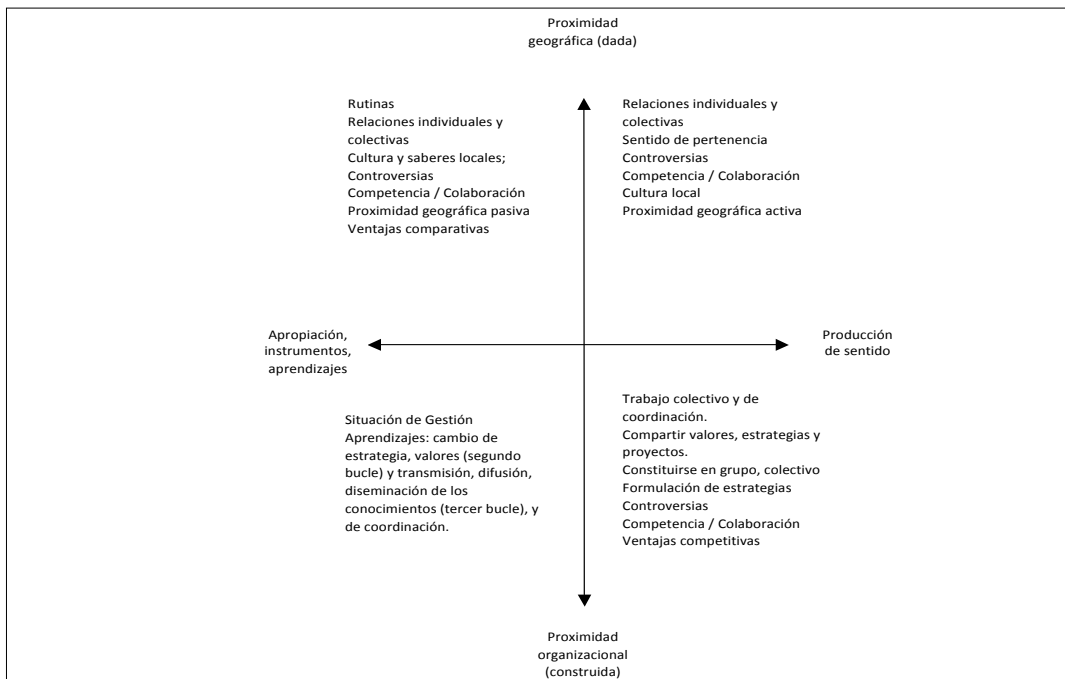 Proximidad
geográfica (dada)
Rutinas
Relaciones individuales y
colectivas
Cultura y saberes locales;
Controversias
Competencia / Colaboración
Proximidad geográfica pasiva
Ventajas comparativas
Relaciones individuales y
colectivas
Sentido de pertenencia
Controversias
Competencia / Colaboración
Cultura local
Proximidad geográfica activa
Apropiación,
instrumentos,
aprendizajes
Producción
de sentido
Situación de Gestión
Aprendizajes: cambio de
estrategia, valores (segundo
bucle) y transmisión, difusión,
diseminación de los
conocimientos (tercer bucle), y
de coordinación.
Trabajo colectivo y de
coordinación.
Compartir valores, estrategias y
proyectos.
Constituirse en grupo, colectivo
Formulación de estrategias
Controversias
Competencia / Colaboración
Ventajas competitivas
Proximidad
organizacional
(construida)